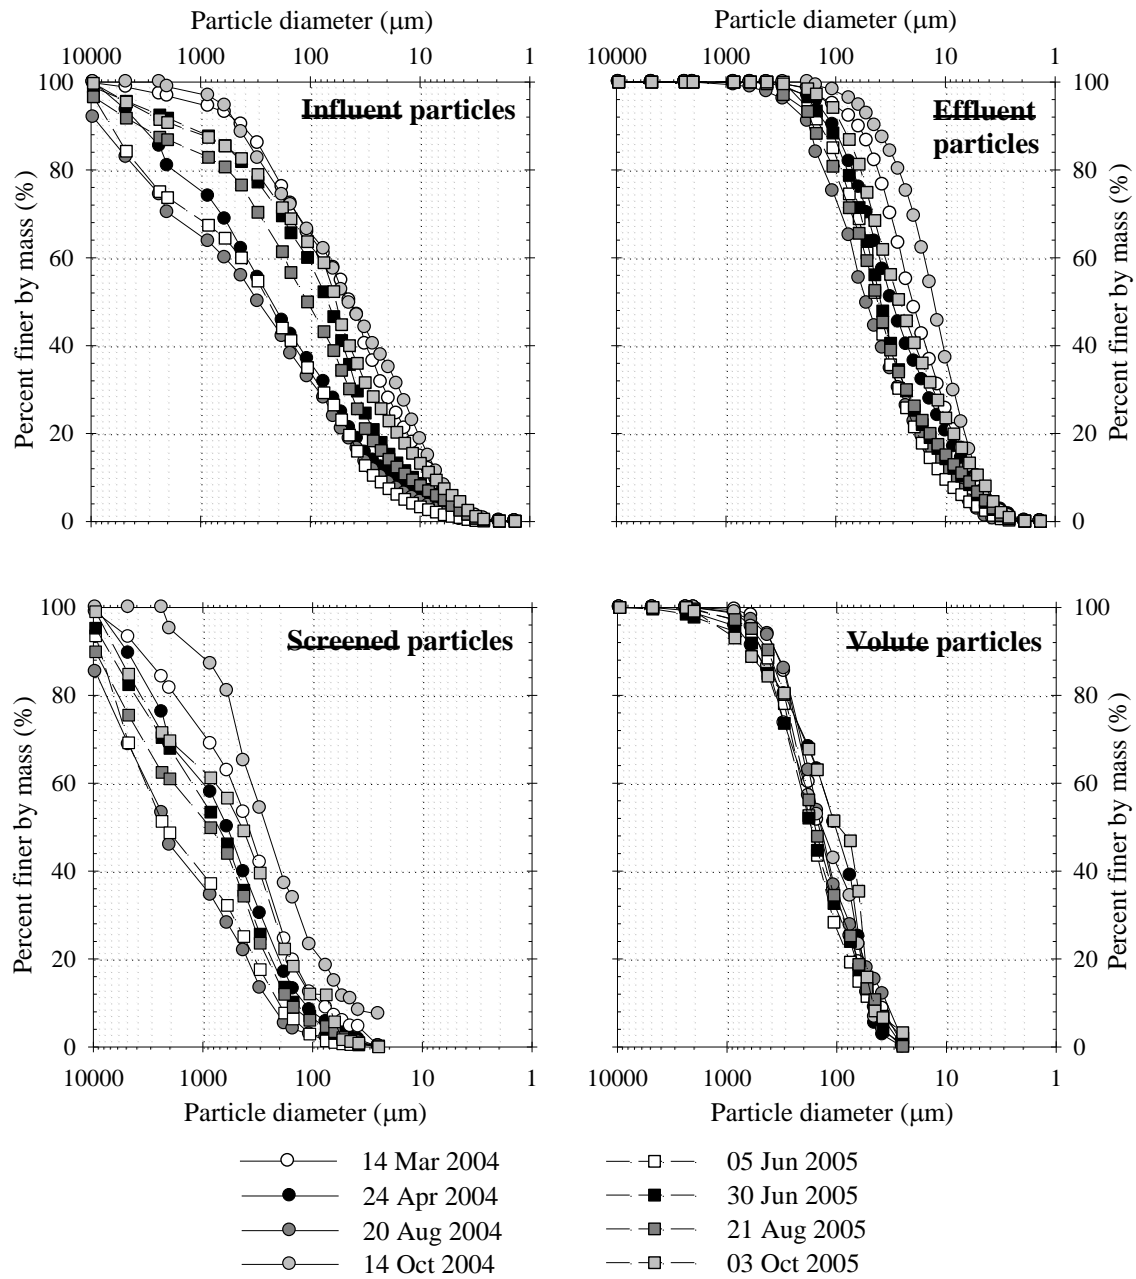 Particle diameter (μm)
Particle diameter (μm)
10000 1000 100 10 1
10000 1000 100 10 1
100
80
60
40
20
0
Percent finer by mass (%)
Influent particles
Effluent
particles
100
80
60
40
20
0
Percent finer by mass (%)
100
80
60
40
20
0
Percent finer by mass (%)
Screened particles
Volute particles
100
80
60
40
20
0
Percent finer by mass (%)
10000 1000 100 10 1
10000 1000 100 10 1
Particle diameter (μm)
Particle diameter (μm)
14 Mar 2004
24 Apr 2004
20 Aug 2004
14 Oct 2004
05 Jun 2005
30 Jun 2005
21 Aug 2005
03 Oct 2005